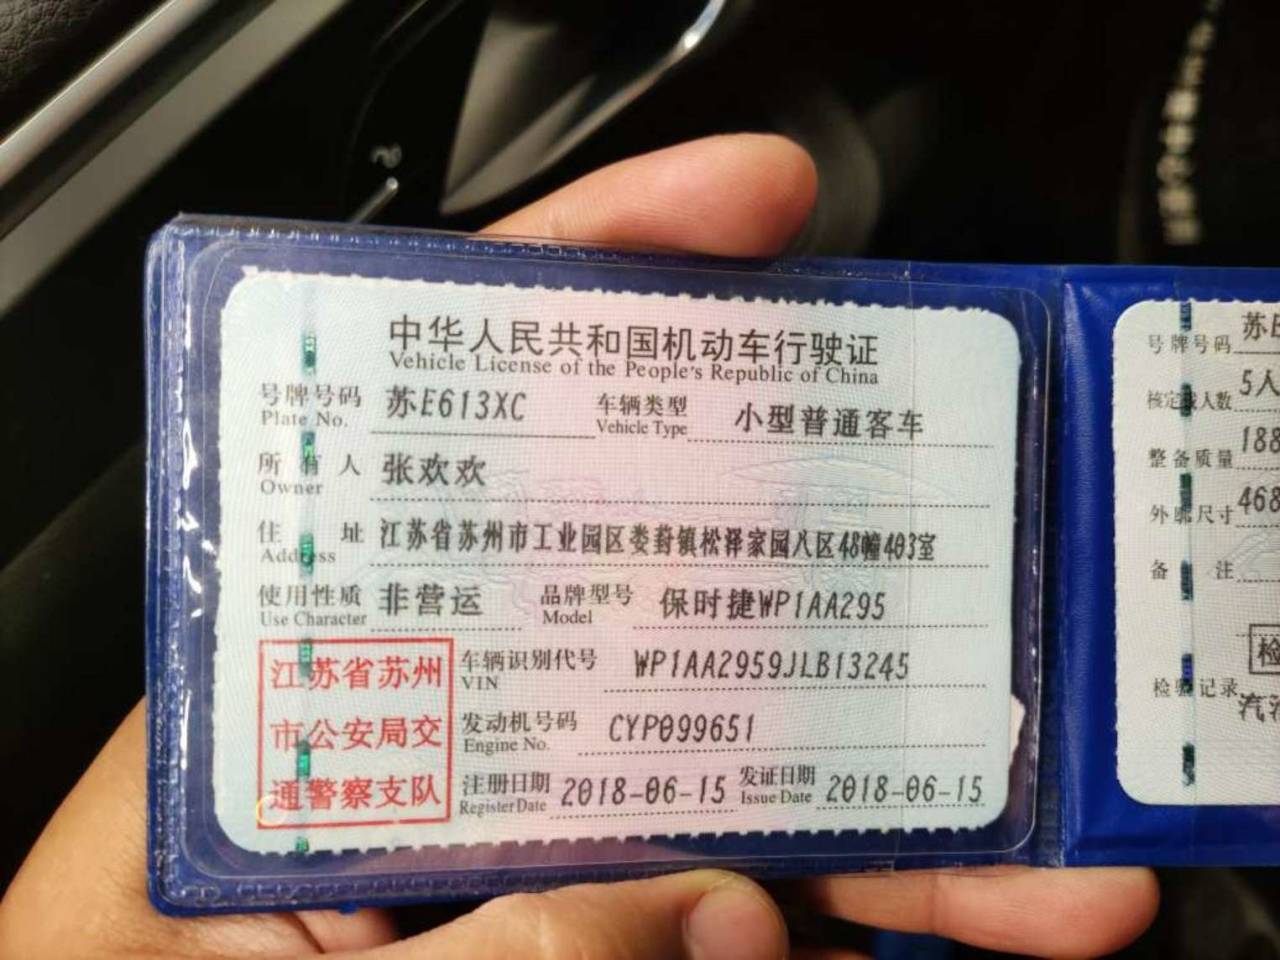 中华人民共和国机动车行驶证
Vehicle License of the People's Republic of China
号牌号码 苏E613XC 车辆类型 小型普通客车
Plate No. Vehicle Type
所有人 张欢欢
Owner
住址 江苏省苏州市工业园区娄葑镇松泽家园八区48幢403室
Address
使用性质 非营运 品牌型号 保时捷WP1AA295
Use Character Model
江苏省苏州
市公安局交
通警察支队
车辆识别代号 WP1AA2959JLB13245
VIN
发动机号码 CYP099651
Engine No.
注册日期 2018-06-15 发证日期 2018-06-15
Register Date Issue Date
号牌号码 苏E
核定载人数 5人
整备质量 188
外廓尺寸 468
备注
检
检验记录